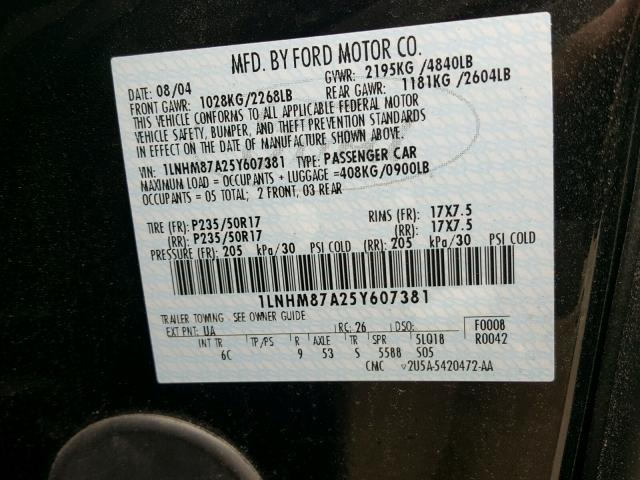 MFD. BY FORD MOTOR CO.
DATE: 08/04 GVWR: 2195KG /4840LB
FRONT GAWR: 1028KG/2268LB REAR GAWR: 1181KG /2604LB
THIS VEHICLE CONFORMS TO ALL APPLICABLE FEDERAL MOTOR
VEHICLE SAFETY, BUMPER, AND THEFT PREVENTION STANDARDS
IN EFFECT ON THE DATE OF MANUFACTURE SHOWN ABOVE.
VIN: 1LNHM87A25Y607381 TYPE: PASSENGER CAR
MAXIMUM LOAD = OCCUPANTS + LUGGAGE =408KG/0900LB
OCCUPANTS = 05 TOTAL; 2 FRONT, 03 REAR
TIRE (FR): P235/50R17 RIMS (FR): 17X7.5
(RR): P235/50R17 (RR): 17X7.5
PRESSURE (FR): 205 kPa/30 PSI COLD (RR): 205 kPa/30 PSI COLD
1LNHM87A25Y607381
TRAILER TOWING - SEE OWNER GUIDE
EXT PNT: UA RC: 26 DSO: F0008
INT TR TP/PS R AXLE TR SPR 5LQ18 R0042
6C 9 53 S 5588 S05
CMC 2U5A-5420472-AA